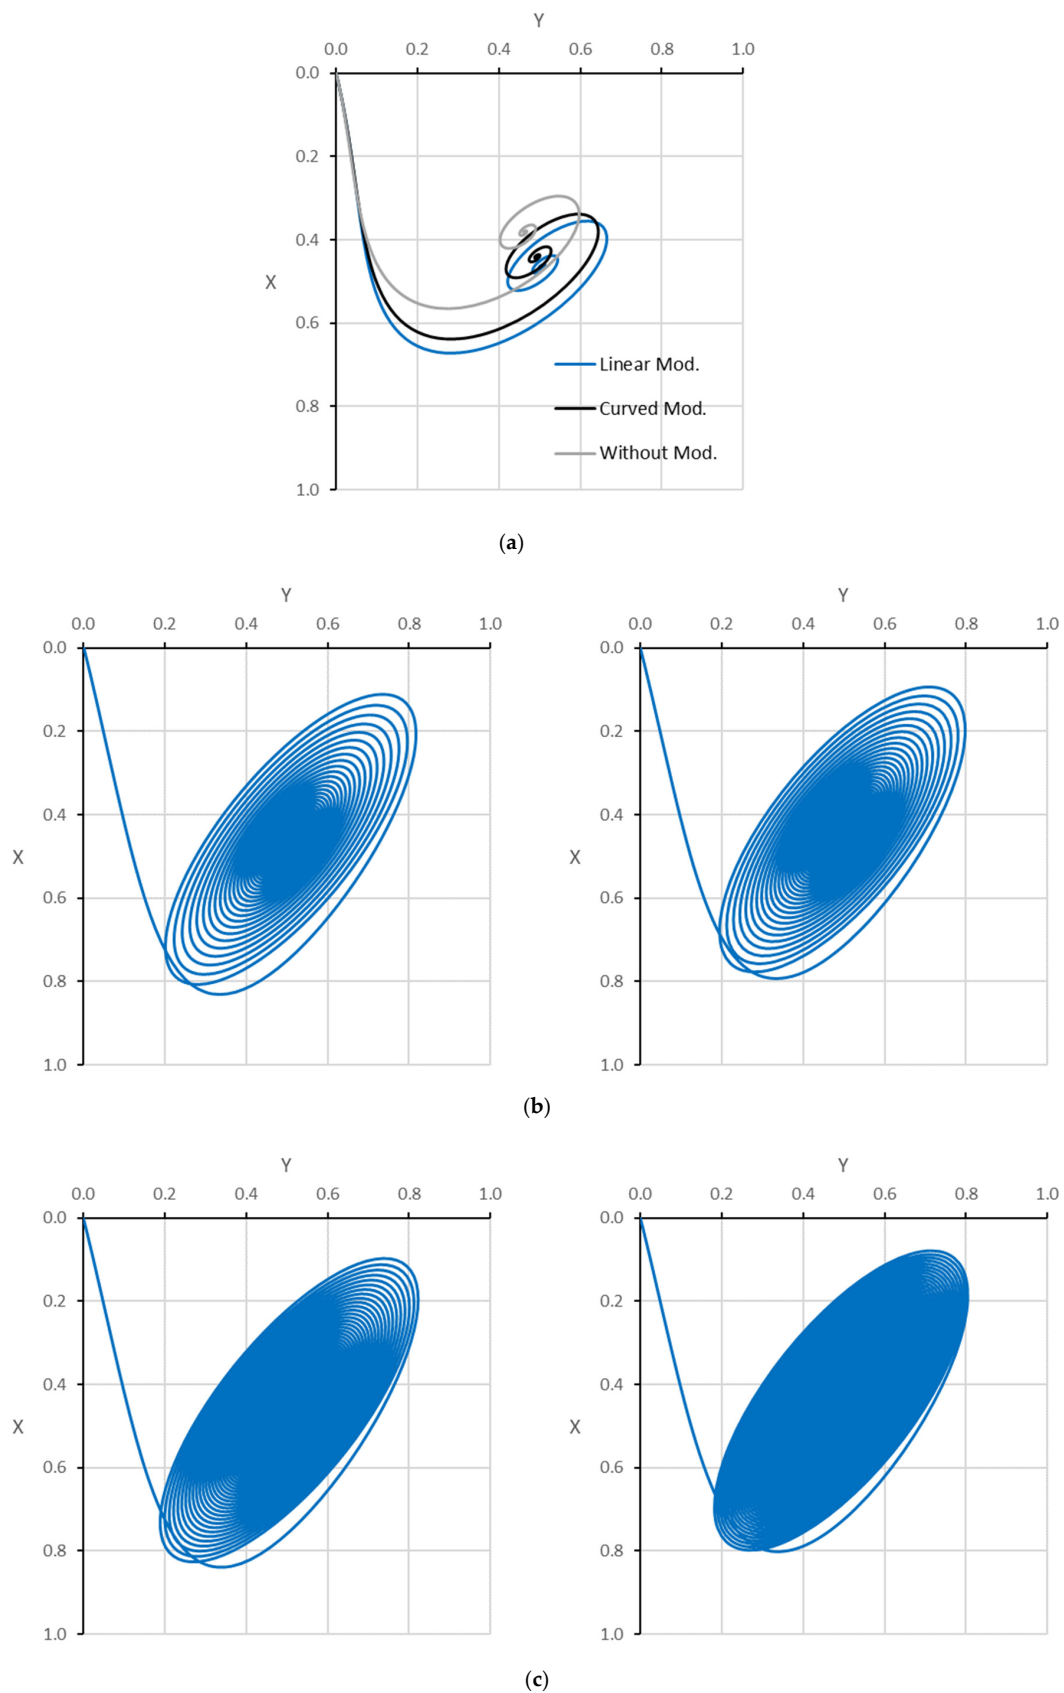 Y
0.0 0.2 0.4 0.6 0.8 1.0
0.0
0.2
0.4
X
0.6
Linear Mod.
0.8
Curved Mod.
Without Mod.
1.0
(a)
Y Y
0.0 0.2 0.4 0.6 0.8 1.0 0.0 0.2 0.4 0.6 0.8 1.0
0.0 0.0
0.2 0.2
0.4 0.4
X X
0.6 0.6
0.8 0.8
1.0 1.0
(b)
Y Y
0.0 0.2 0.4 0.6 0.8 1.0 0.0 0.2 0.4 0.6 0.8 1.0
0.0 0.0
0.2 0.2
0.4 0.4
X X
0.6 0.6
0.8 0.8
1.0 1.0
(c)